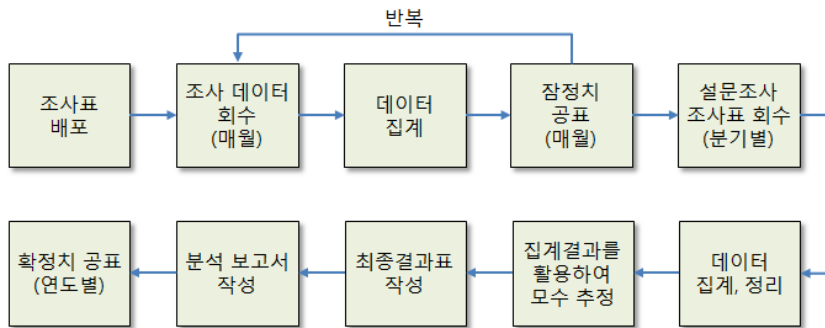 반복
조사표
배포
조사 데이터
회수
(매월)
데이터
집계
잠정치
공표
(매월)
설문조사
조사표 회수
(분기별)
데이터
집계, 정리
집계결과를
활용하여
모수 추정
최종결과표
작성
분석 보고서
작성
확정치 공표
(연도별)